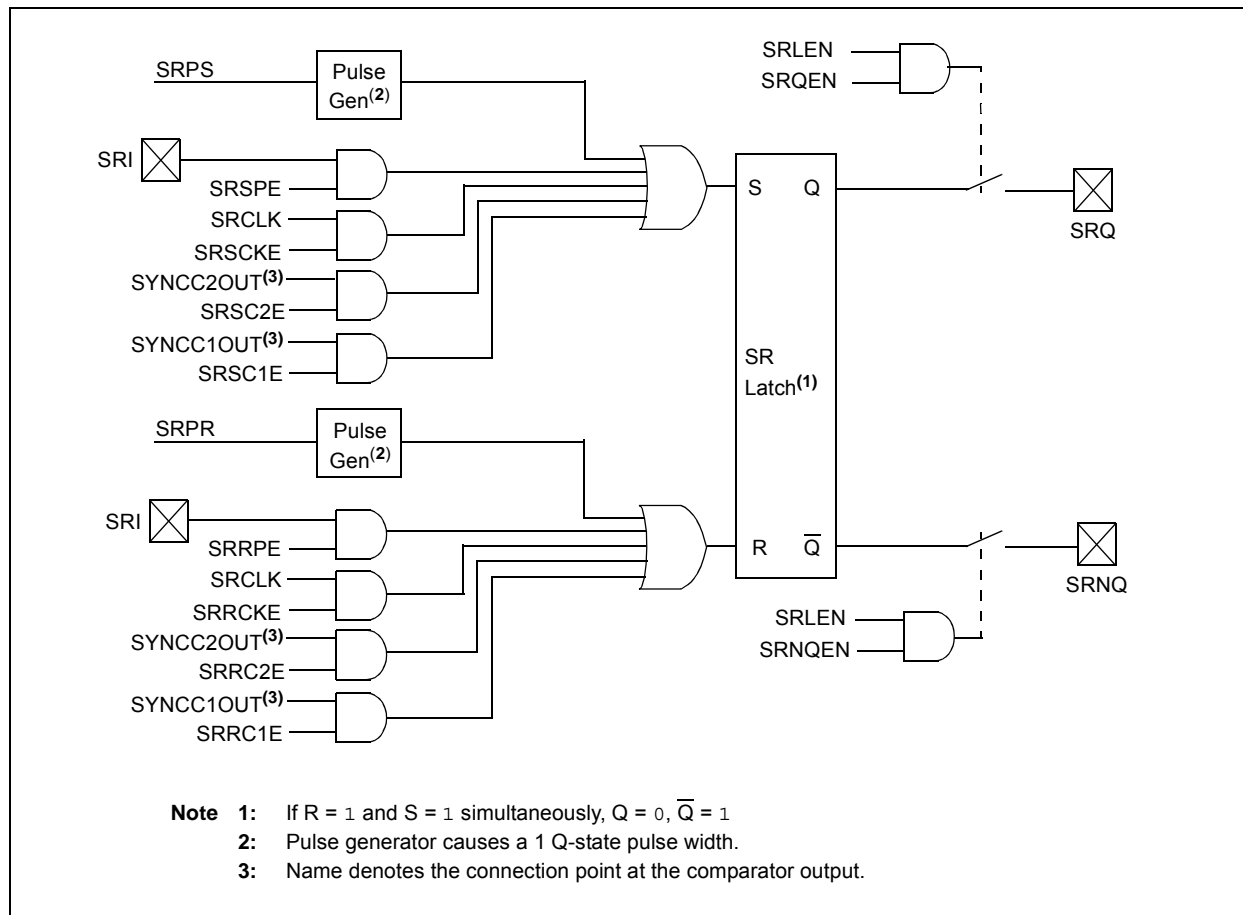 SRLEN
SRQEN
SRPS
Pulse
Gen(2)
SRI
SRSPE
SRCLK
SRSCKE
SYNCC2OUT(3)
SRSC2E
SYNCC1OUT(3)
SRSC1E
S Q
SRQ
SR
Latch(1)
SRPR
Pulse
Gen(2)
SRI
SRRPE
SRCLK
SRRCKE
SYNCC2OUT(3)
SRRC2E
SYNCC1OUT(3)
SRRC1E
R Q̅
SRNQ
SRLEN
SRNQEN
Note 1: If R = 1 and S = 1 simultaneously, Q = 0, Q̅ = 1
2: Pulse generator causes a 1 Q-state pulse width.
3: Name denotes the connection point at the comparator output.